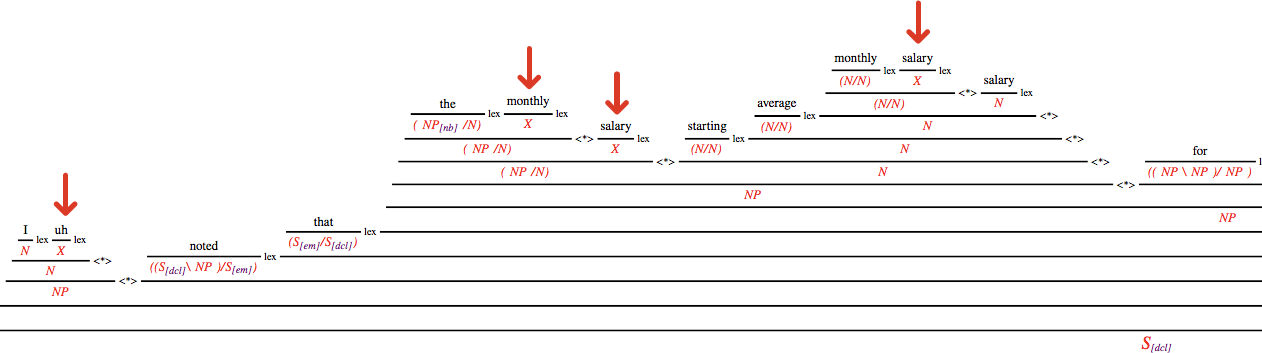 monthly lex salary lex
(N/N) X <*> salary lex
(N/N) N <*>
average lex N <*>
(N/N) N <*>
starting lex
(N/N) N <*>
the lex monthly lex
( NP[nb] /N) X <*> salary lex
( NP /N) X <*>
( NP /N)
for l
(( NP \ NP )/ NP )
NP
NP
that lex
(S[em]/S[dcl])
noted lex
((S[dcl]\ NP )/S[em])
I lex uh lex
N X <*>
N <*>
NP
S[dcl]